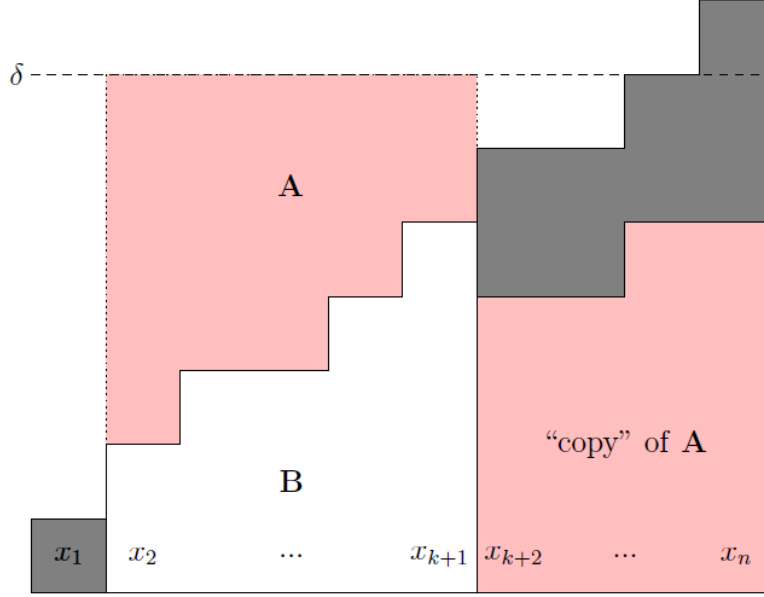 δ
A
"copy" of A
B
x₁ x₂ ... xₖ₊₁ xₖ₊₂ ... xₙ